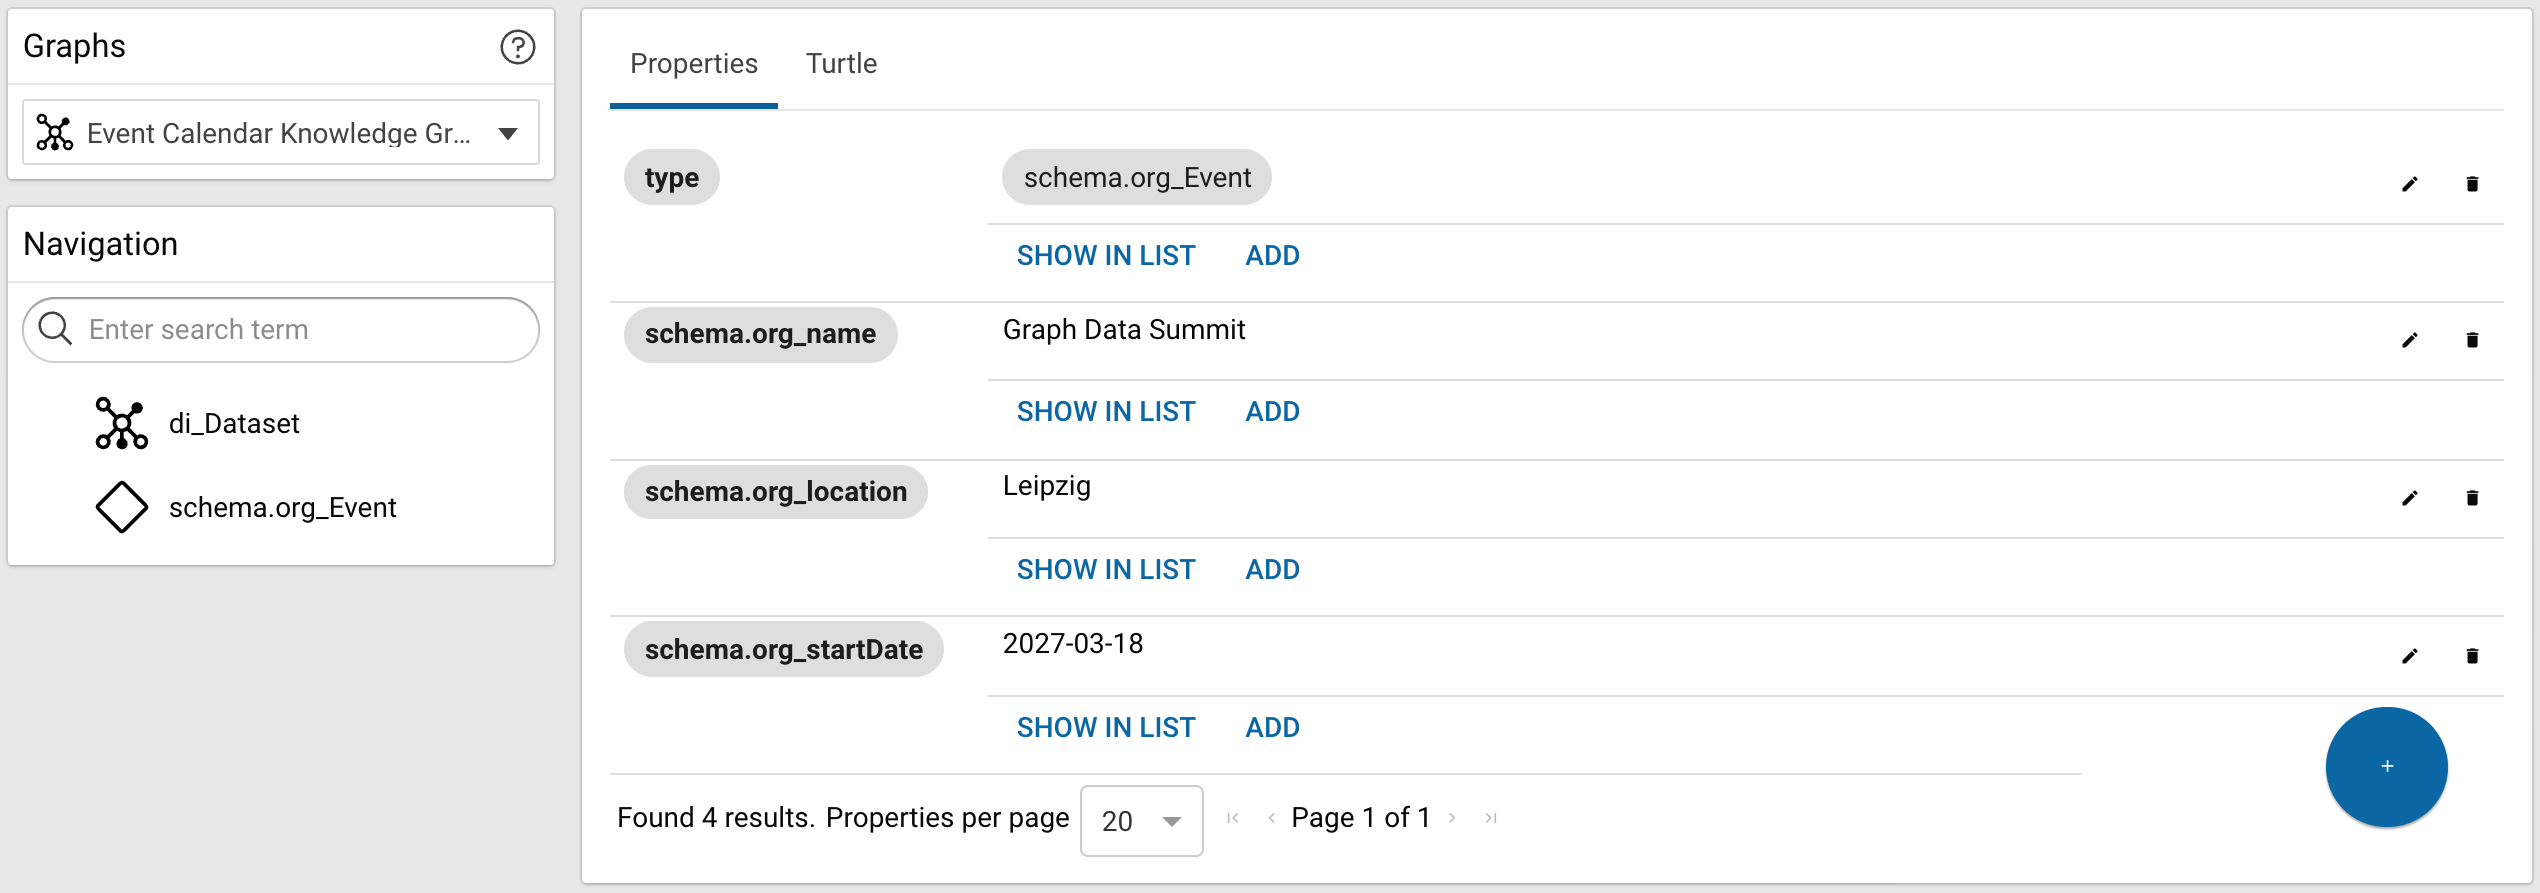 Graphs
Event Calendar Knowledge Gr...
Navigation
Enter search term
di_Dataset
schema.org_Event
Properties Turtle
type schema.org_Event
SHOW IN LIST ADD
schema.org_name Graph Data Summit
SHOW IN LIST ADD
schema.org_location Leipzig
SHOW IN LIST ADD
schema.org_startDate 2027-03-18
SHOW IN LIST ADD
Found 4 results. Properties per page 20 Page 1 of 1